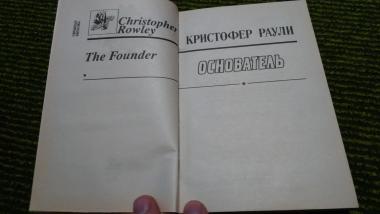 Christopher
Rowley
The Founder
КРИСТОФЕР РАУЛИ
ОСНОВАТЕЛЬ